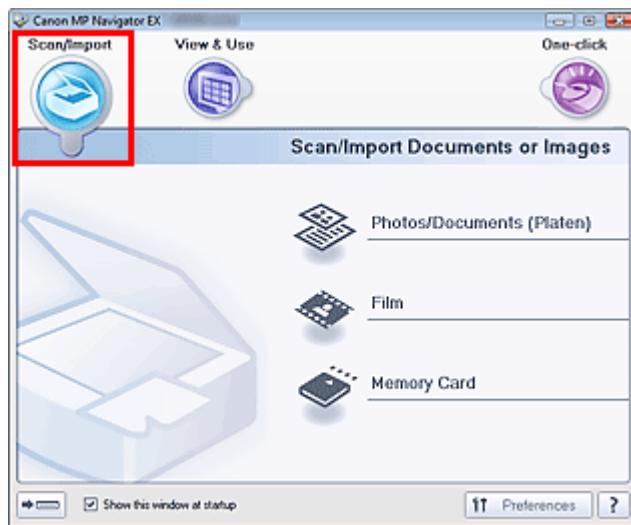 Canon MP Navigator EX
Scan/Import
View & Use
One-click
Scan/Import Documents or Images
Photos/Documents (Platen)
Film
Memory Card
Show this window at startup
Preferences
?